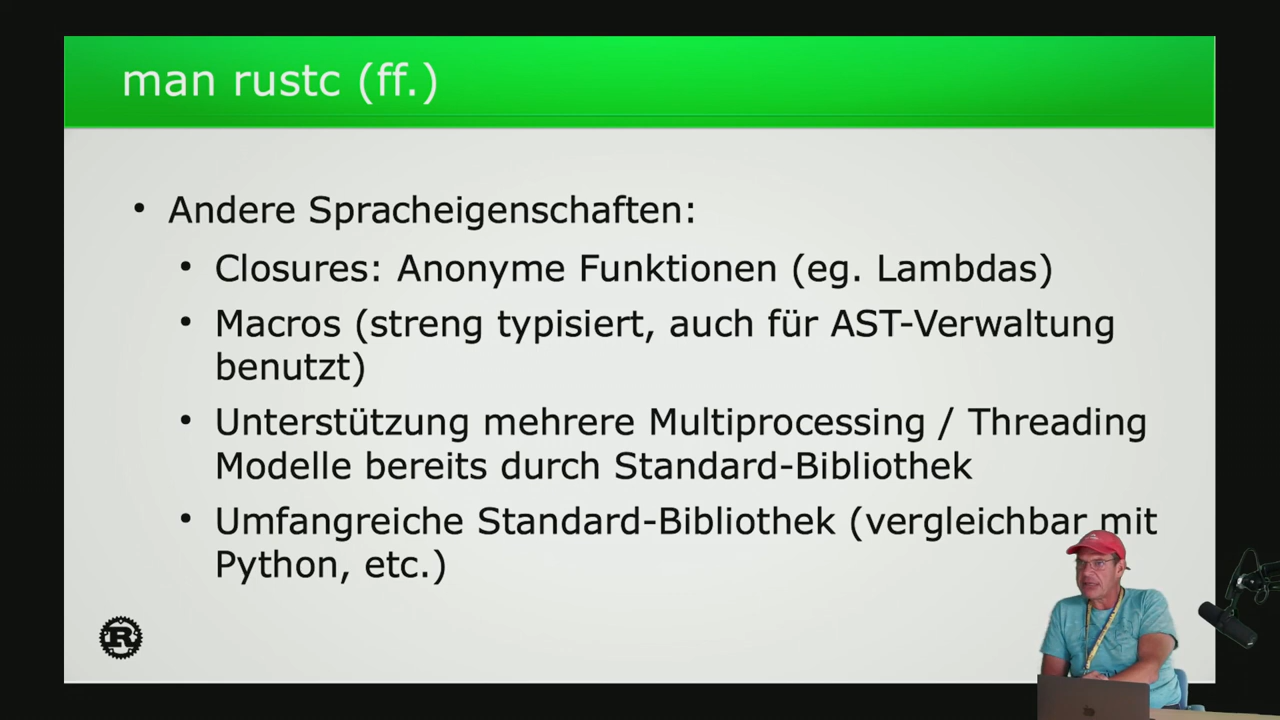 man rustc (ff.)
• Andere Spracheigenschaften:
• Closures: Anonyme Funktionen (eg. Lambdas)
• Macros (streng typisiert, auch für AST-Verwaltung
benutzt)
• Unterstützung mehrere Multiprocessing / Threading
Modelle bereits durch Standard-Bibliothek
• Umfangreiche Standard-Bibliothek (vergleichbar mit
Python, etc.)
R